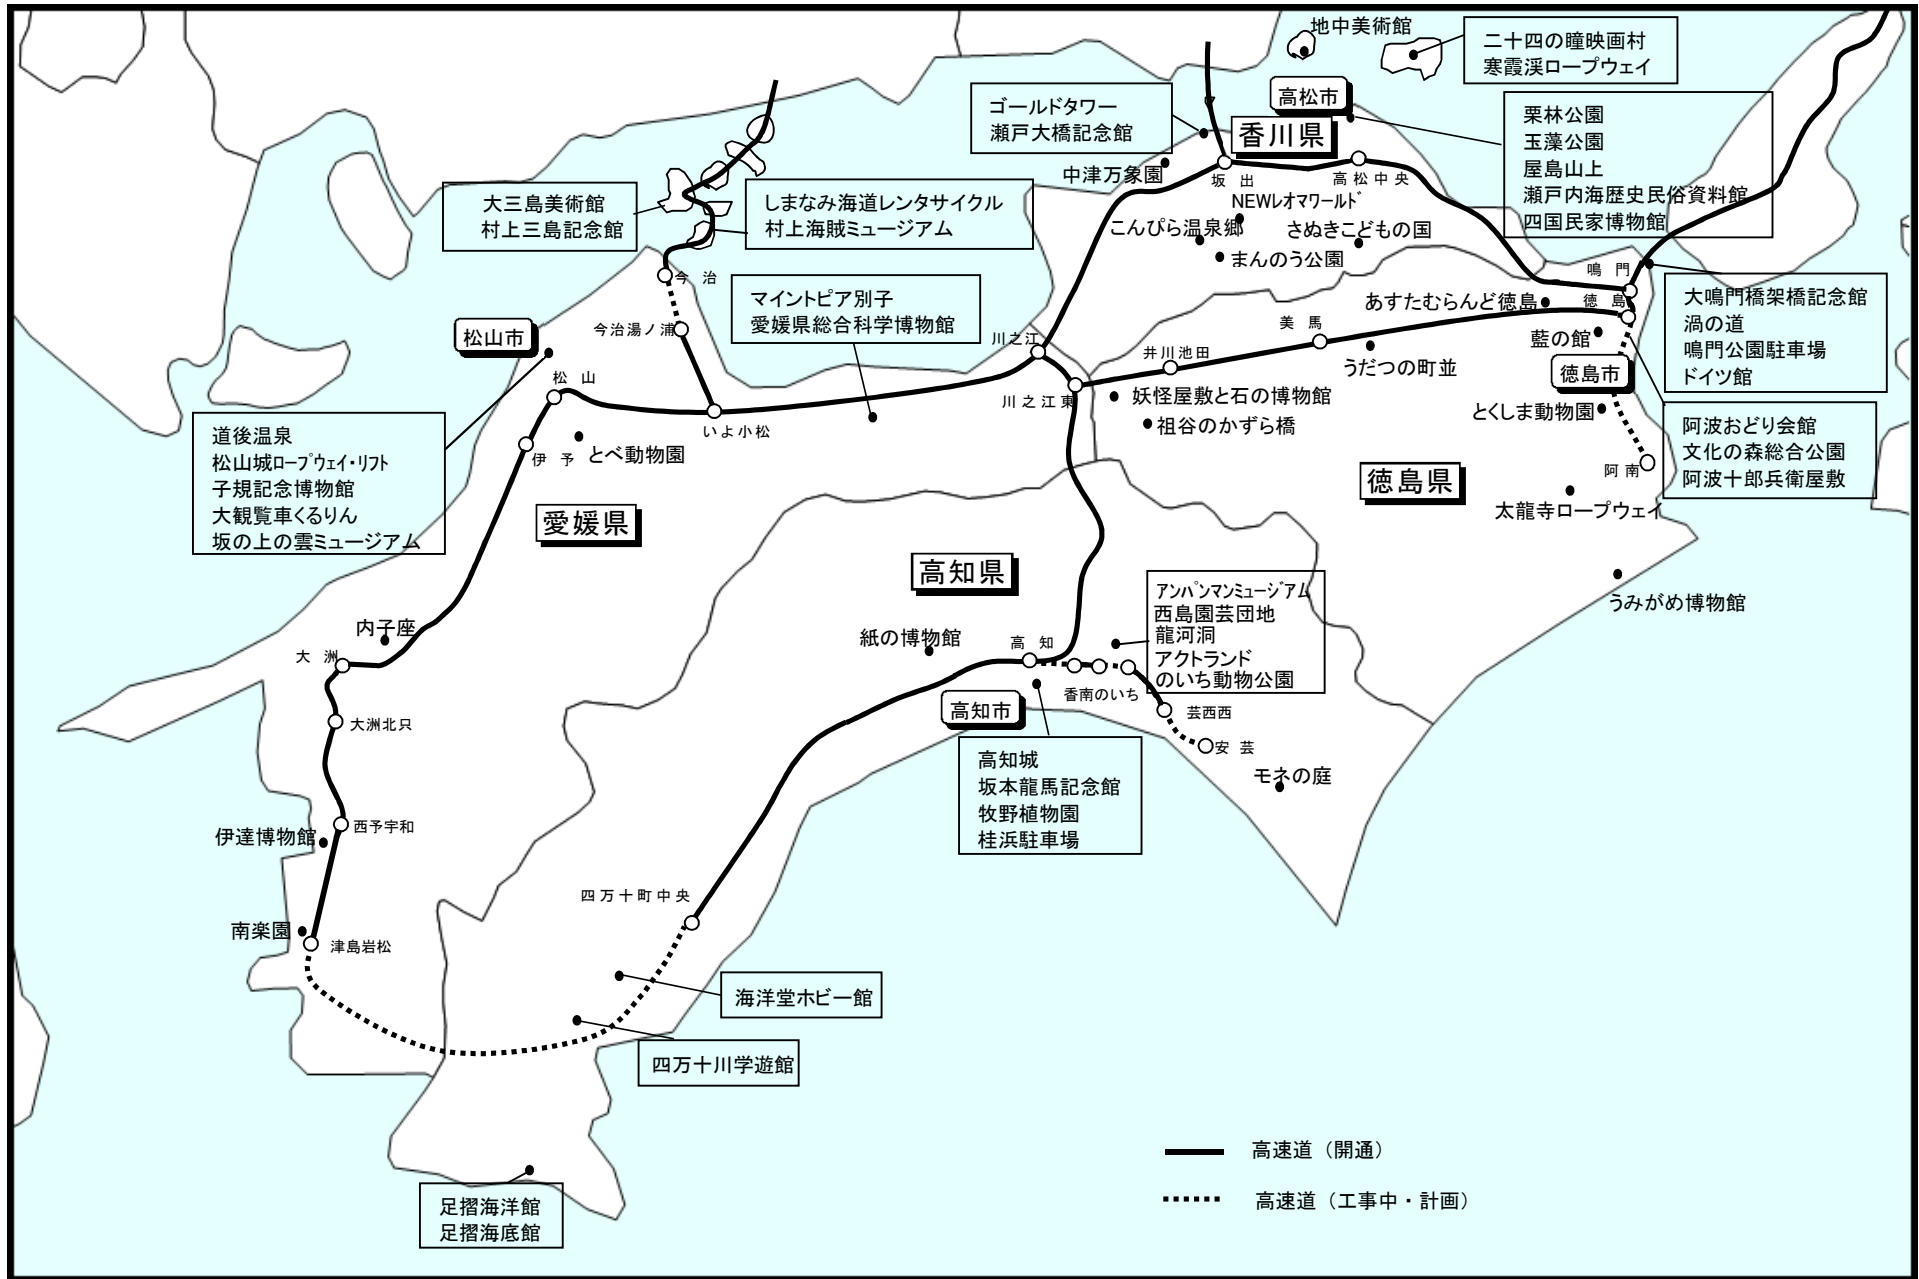 地中美術館
二十四の瞳映画村
寒霞渓ロープウェイ
高松市
ゴールドタワー
瀬戸大橋記念館
香川県
栗林公園
玉藻公園
屋島山上
瀬戸内海歴史民俗資料館
四国民家博物館
中津万象園
坂出
高松中央
NEWレオマワールド
こんぴら温泉郷
さぬきこどもの国
まんのう公園
大三島美術館
村上三島記念館
しまなみ海道レンタサイクル
村上海賊ミュージアム
今治
今治湯ノ浦
マイントピア別子
愛媛県総合科学博物館
鳴門
徳島
あすたむらんど徳島
大鳴門橋架橋記念館
渦の道
鳴門公園駐車場
ドイツ館
美馬
藍の館
川之江
井川池田
うだつの町並
徳島市
松山市
松山
川之江東
妖怪屋敷と石の博物館
祖谷のかずら橋
とくしま動物園
阿波おどり会館
文化の森総合公園
阿波十郎兵衛屋敷
道後温泉
松山城ロープウェイ・リフト
子規記念博物館
大観覧車くるりん
坂の上の雲ミュージアム
いよ小松
伊予
とべ動物園
阿南
徳島県
太龍寺ロープウェイ
愛媛県
高知県
アンパンマンミュージアム
西島園芸団地
龍河洞
アクトランド
のいち動物公園
うみがめ博物館
内子座
大洲
紙の博物館
高知
香南のいち
高知市
芸西西
安芸
大洲北只
高知城
坂本龍馬記念館
牧野植物園
桂浜駐車場
モネの庭
伊達博物館
西予宇和
四万十町中央
南楽園
津島岩松
海洋堂ホビー館
四万十川学遊館
高速道（開通）
高速道（工事中・計画）
足摺海洋館
足摺海底館